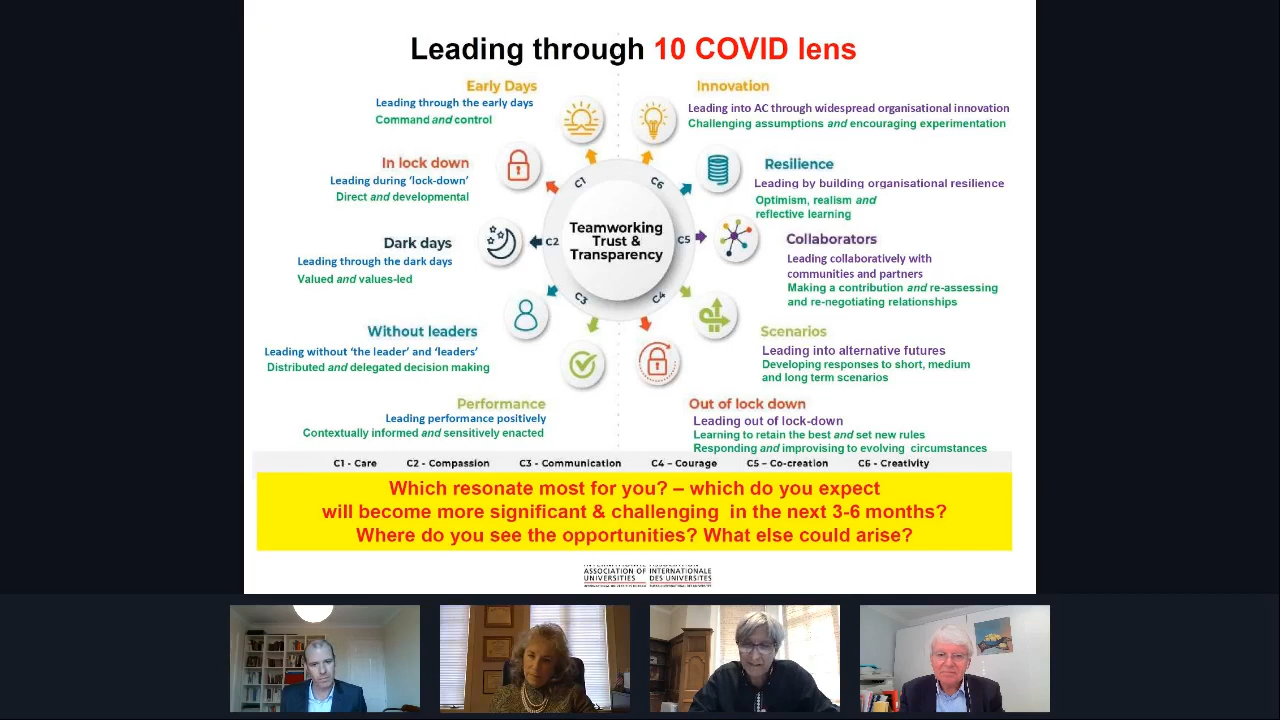 Leading through 10 COVID lens
Early Days
Leading through the early days
Command and control
In lock down
Leading during ‘lock-down’
Direct and developmental
Dark days
Leading through the dark days
Valued and values-led
Without leaders
Leading without ‘the leader’ and ‘leaders’
Distributed and delegated decision making
Performance
Leading performance positively
Contextually informed and sensitively enacted
Innovation
Leading into AC through widespread organisational innovation
Challenging assumptions and encouraging experimentation
Resilience
Leading by building organisational resilience
Optimism, realism and
reflective learning
Collaborators
Leading collaboratively with
communities and partners
Making a contribution and re-assessing
and re-negotiating relationships
Scenarios
Leading into alternative futures
Developing responses to short, medium
and long term scenarios
Out of lock down
Leading out of lock-down
Learning to retain the best and set new rules
Responding and improvising to evolving circumstances
C1
C6
C2
C5
C3
C4
Teamworking
Trust &
Transparency
C1 - Care C2 - Compassion C3 - Communication C4 – Courage C5 – Co-creation C6 - Creativity
Which resonate most for you? – which do you expect
will become more significant & challenging in the next 3-6 months?
Where do you see the opportunities? What else could arise?
ASSOCIATION OF INTERNATIONALE
UNIVERSITIES DES UNIVERSITES